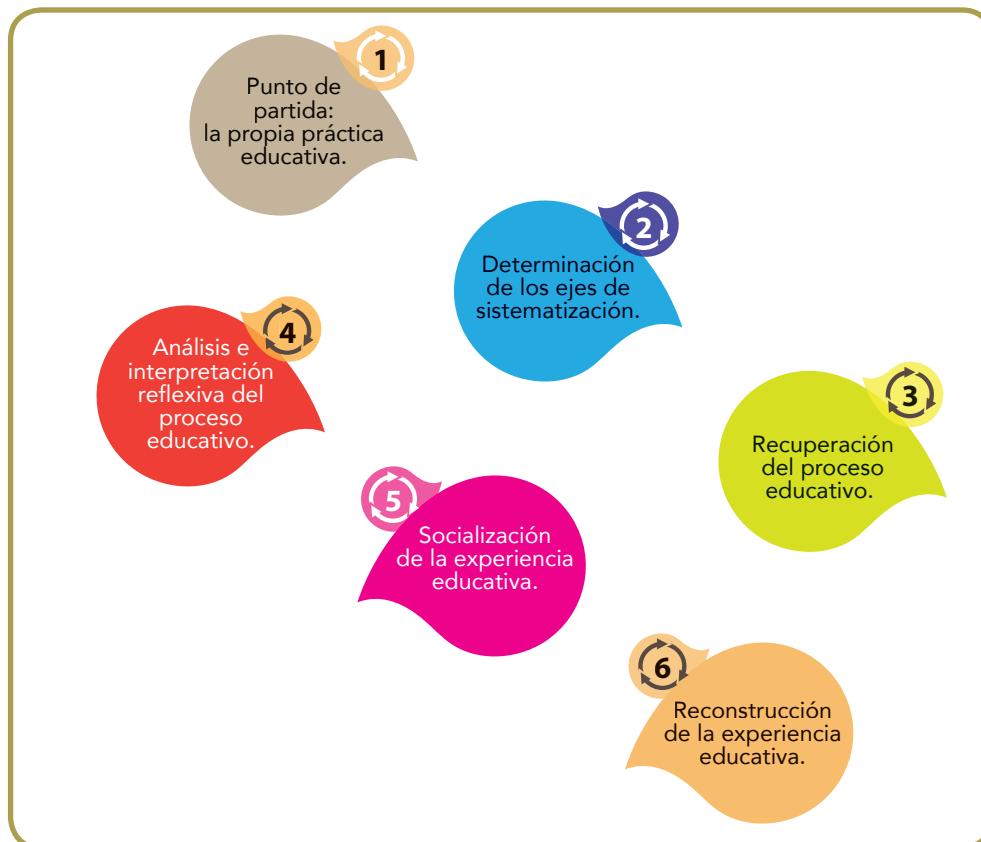 1
Punto de
partida:
la propia práctica
educativa.
2
Determinación
de los ejes de
sistematización.
3
Recuperación
del proceso
educativo.
4
Análisis e
interpretación
reflexiva del
proceso
educativo.
5
Socialización
de la experiencia
educativa.
6
Reconstrucción
de la experiencia
educativa.